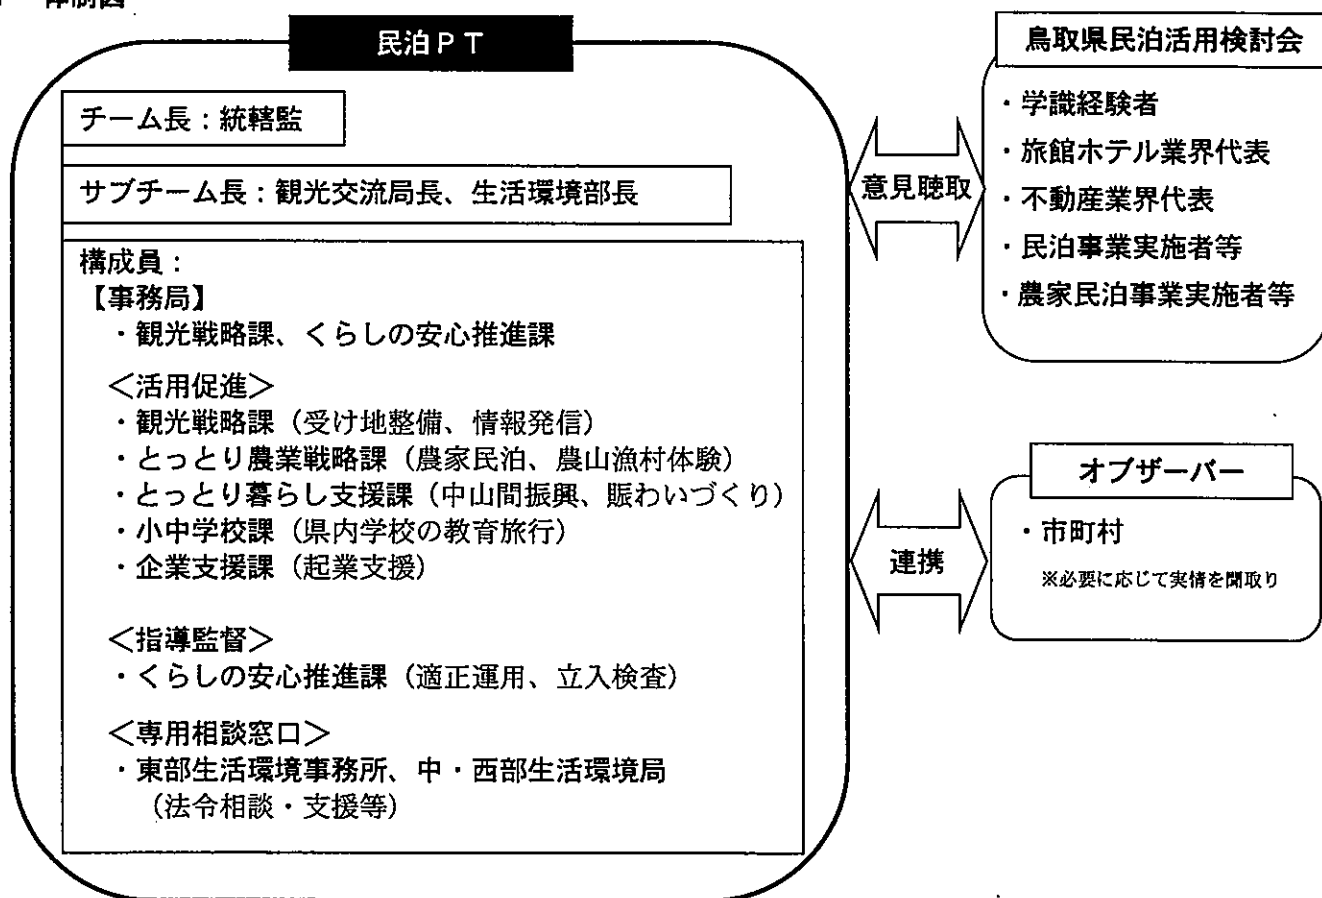 民泊ＰＴ
チーム長：統轄監
サブチーム長：観光交流局長、生活環境部長
構成員：
【事務局】
・観光戦略課、くらしの安心推進課
＜活用促進＞
・観光戦略課（受け地整備、情報発信）
・とっとり農業戦略課（農家民泊、農山漁村体験）
・とっとり暮らし支援課（中山間振興、賑わいづくり）
・小中学校課（県内学校の教育旅行）
・企業支援課（起業支援）
＜指導監督＞
・くらしの安心推進課（適正運用、立入検査）
＜専用相談窓口＞
・東部生活環境事務所、中・西部生活環境局
（法令相談・支援等）
意見聴取
連携
鳥取県民泊活用検討会
・学識経験者
・旅館ホテル業界代表
・不動産業界代表
・民泊事業実施者等
・農家民泊事業実施者等
オブザーバー
・市町村
※必要に応じて実情を聞取り